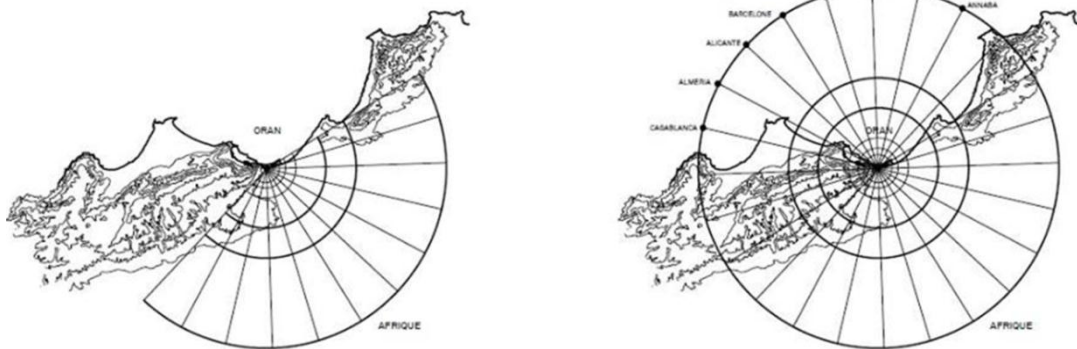 ORAN
AFRIQUE
ANNABA
BARCELONE
ALICANTE
ALMERIA
CASABLANCA
ORAN
AFRIQUE